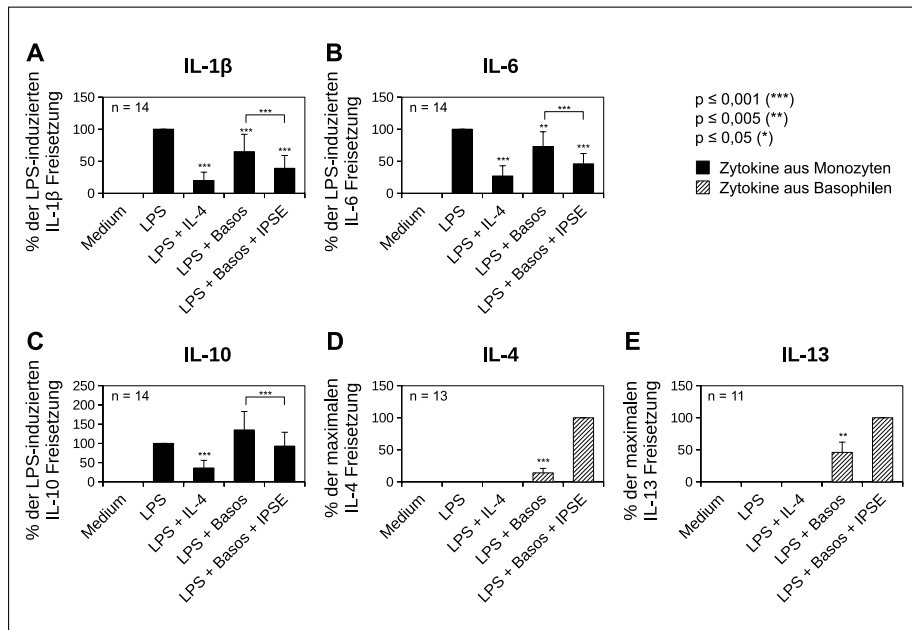 A
IL-1β
% der LPS-induzierten
IL-1β Freisetzung
150
100
50
0
n = 14
***
***
***
***
Medium
LPS
LPS + IL-4
LPS + Basos
LPS + Basos + IPSE
B
IL-6
% der LPS-induzierten
IL-6 Freisetzung
150
100
50
0
n = 14
***
**
***
***
Medium
LPS
LPS + IL-4
LPS + Basos
LPS + Basos + IPSE
p ≤ 0,001 (***)
p ≤ 0,005 (**)
p ≤ 0,05 (*)
Zytokine aus Monozyten
Zytokine aus Basophilen
C
IL-10
% der LPS-induzierten
IL-10 Freisetzung
250
200
150
100
50
0
n = 14
***
***
Medium
LPS
LPS + IL-4
LPS + Basos
LPS + Basos + IPSE
D
IL-4
% der maximalen
IL-4 Freisetzung
150
100
50
0
n = 13
***
Medium
LPS
LPS + IL-4
LPS + Basos
LPS + Basos + IPSE
E
IL-13
% der maximalen
IL-13 Freisetzung
150
100
50
0
n = 11
**
Medium
LPS
LPS + IL-4
LPS + Basos
LPS + Basos + IPSE